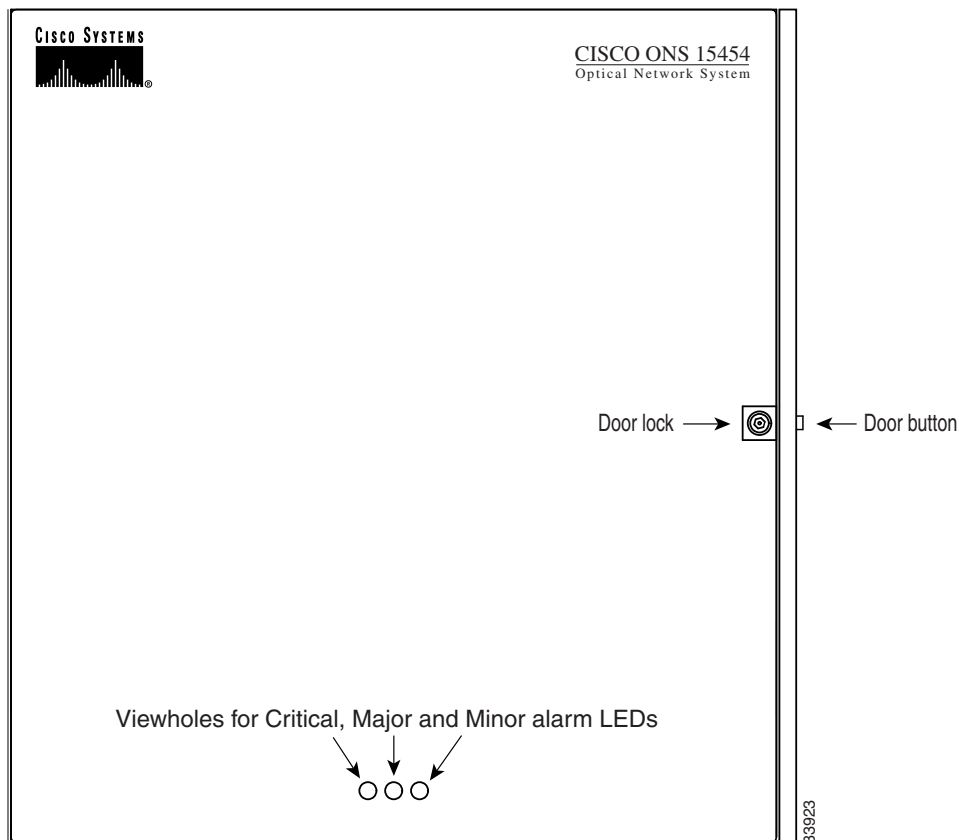 CISCO SYSTEMS
®
CISCO ONS 15454
Optical Network System
Door lock
Door button
Viewholes for Critical, Major and Minor alarm LEDs
33923